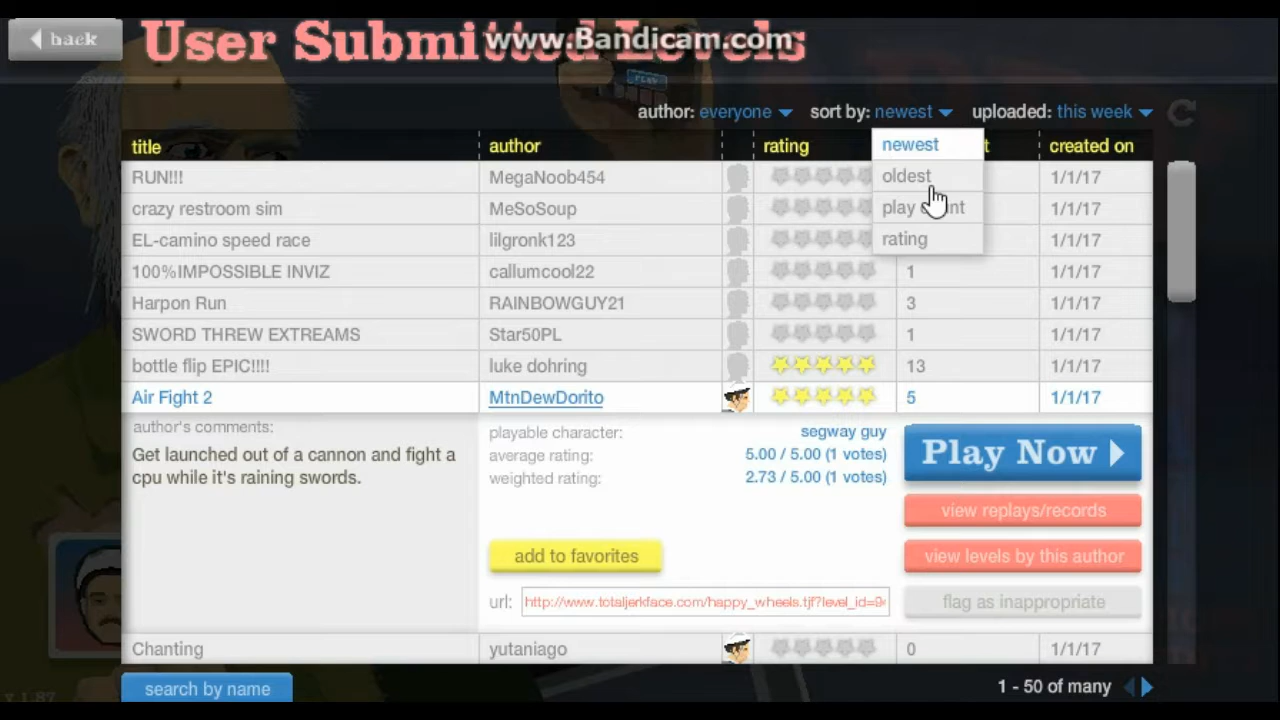 back
User Submitted Levels
www.Bandicam.com
PLAY
author: everyone sort by: newest uploaded: this week
title author rating newest t created on
RUN!!! MegaNoob454 oldest 1/1/17
crazy restroom sim MeSoSoup play count 1/1/17
EL-camino speed race lilgronk123 rating 1/1/17
100%IMPOSSIBLE INVIZ callumcool22 1 1/1/17
Harpon Run RAINBOWGUY21 3 1/1/17
SWORD THREW EXTREAMS Star50PL 1 1/1/17
bottle flip EPIC!!!! luke dohring 13 1/1/17
Air Fight 2 MtnDewDorito 5 1/1/17
author's comments:
Get launched out of a cannon and fight a
cpu while it's raining swords.
playable character: segway guy
average rating: 5.00 / 5.00 (1 votes)
weighted rating: 2.73 / 5.00 (1 votes)
Play Now
view replays/records
add to favorites
view levels by this author
url: http://www.totaljerkface.com/happy_wheels.tjf?level_id=9
flag as inappropriate
Chanting yutaniago 0 1/1/17
search by name
1 - 50 of many
v 1.87